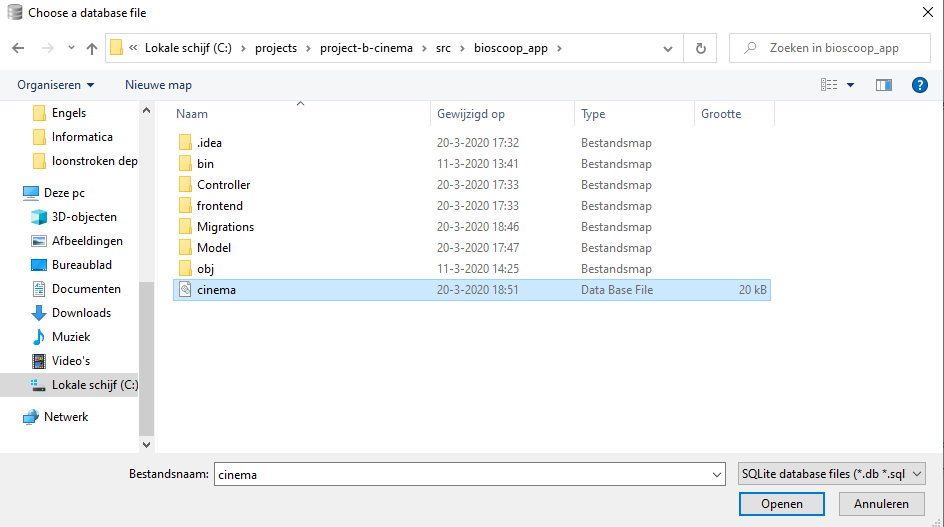 Choose a database file
« Lokale schijf (C:) › projects › project-b-cinema › src › bioscoop_app ›
Zoeken in bioscoop_app
Organiseren
Nieuwe map
Engels
Informatica
loonstroken dep
Deze pc
3D-objecten
Afbeeldingen
Bureaublad
Documenten
Downloads
Muziek
Video's
Lokale schijf (C:)
Netwerk
Naam Gewijzigd op Type Grootte
.idea 20-3-2020 17:32 Bestandsmap
bin 11-3-2020 13:41 Bestandsmap
Controller 20-3-2020 17:33 Bestandsmap
frontend 20-3-2020 17:33 Bestandsmap
Migrations 20-3-2020 18:46 Bestandsmap
Model 20-3-2020 17:47 Bestandsmap
obj 11-3-2020 14:25 Bestandsmap
cinema 20-3-2020 18:51 Data Base File 20 kB
Bestandsnaam: cinema
SQLite database files (*.db *.sql
Openen
Annuleren